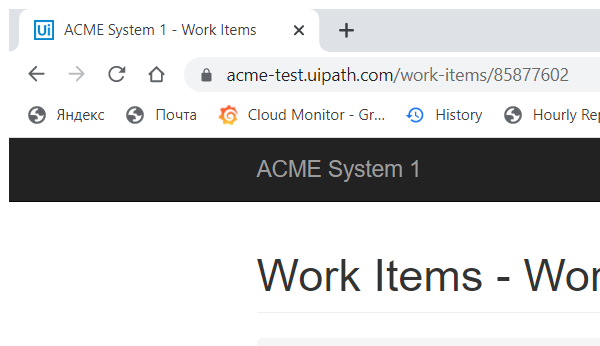 Ui ACME System 1 - Work Items
acme-test.uipath.com/work-items/85877602
Яндекс Почта Cloud Monitor - Gr... History Hourly Rep
ACME System 1
Work Items - Wor